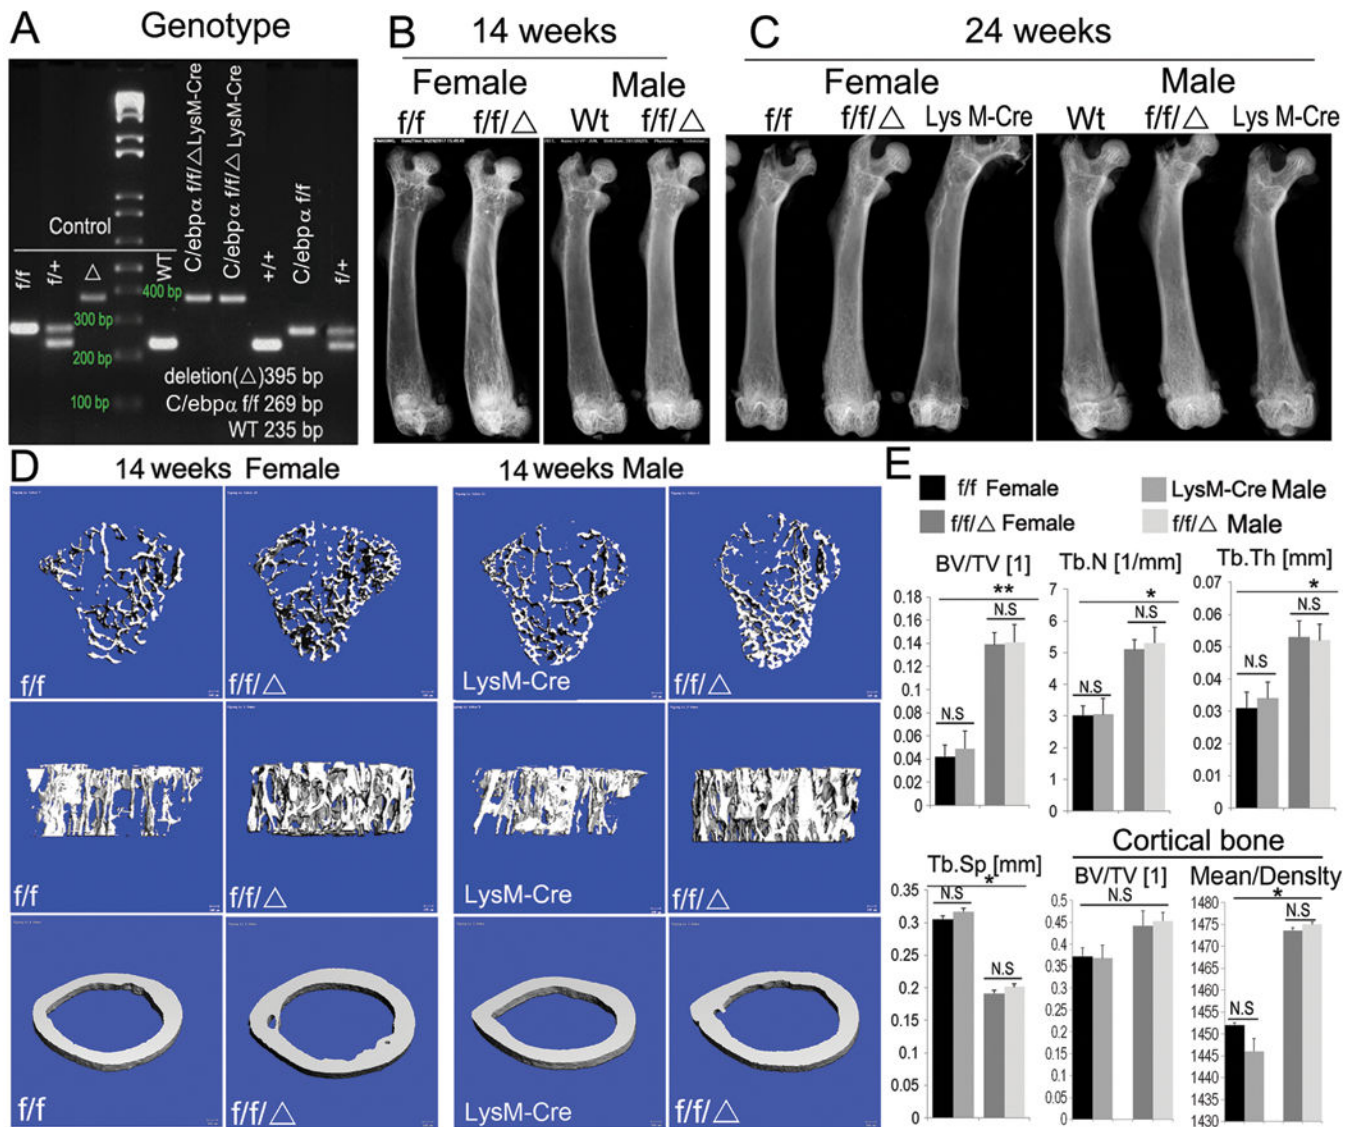 A
Genotype
Control
f/f
f/+
△
WT
C/ebpα f/f/△ LysM-Cre
C/ebpα f/f/△ LysM-Cre
+/+
C/ebpα f/f
f/+
400 bp
300 bp
200 bp
100 bp
deletion(△)395 bp
C/ebpα f/f 269 bp
WT 235 bp
B
14 weeks
Female
Male
f/f
f/f/△
Wt
f/f/△
C
24 weeks
Female
Male
f/f
f/f/△
Lys M-Cre
Wt
f/f/△
Lys M-Cre
D
14 weeks Female
14 weeks Male
f/f
f/f/△
LysM-Cre
f/f/△
f/f
f/f/△
LysM-Cre
f/f/△
f/f
f/f/△
LysM-Cre
f/f/△
E
f/f Female
LysM-Cre Male
f/f/△ Female
f/f/△ Male
BV/TV [1]
**
N.S
N.S
0.18
0.16
0.14
0.12
0.1
0.08
0.06
0.04
0.02
0
Tb.N [1/mm]
*
N.S
N.S
7
6
5
4
3
2
1
0
Tb.Th [mm]
*
N.S
N.S
0.07
0.06
0.05
0.04
0.03
0.02
0.01
0
Tb.Sp [mm]
*
N.S
N.S
0.35
0.3
0.25
0.2
0.15
0.1
0.05
0
Cortical bone
BV/TV [1]
N.S
0.5
0.45
0.4
0.35
0.3
0.25
0.2
0.15
0.1
0.05
0
Mean/Density
*
N.S
N.S
1480
1475
1470
1465
1460
1455
1450
1445
1440
1435
1430